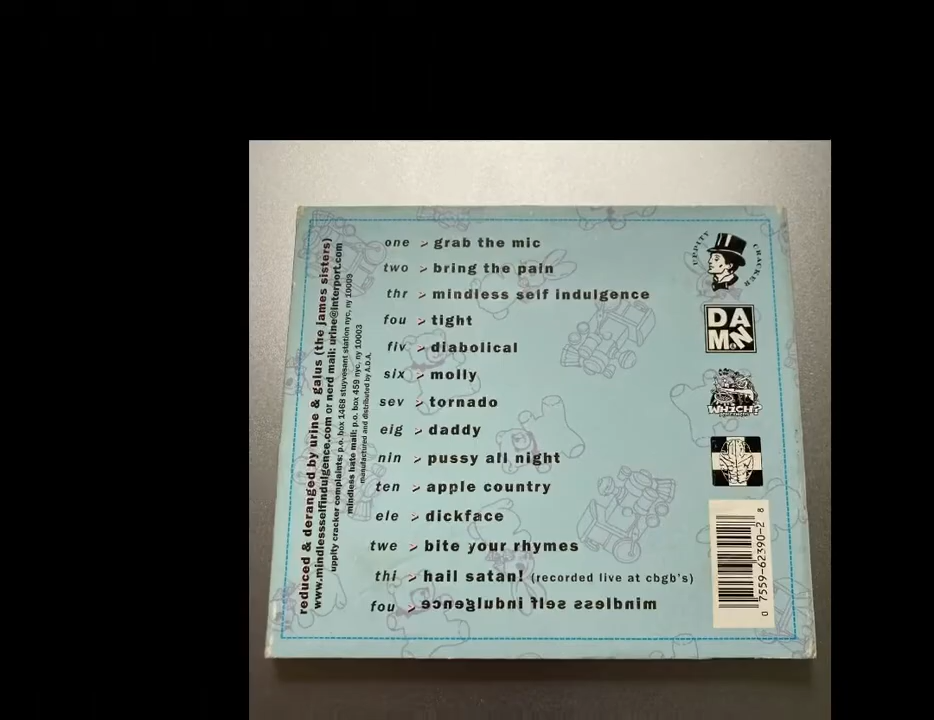 one > grab the mic
two > bring the pain
thr > mindless self indulgence
fou > tight
fiv > diabolical
six > molly
sev > tornado
eig > daddy
nin > pussy all night
ten > apple country
ele > dickface
twe > bite your rhymes
thi > hail satan! (recorded live at cbgb's)
fou > mindless self indulgence
reduced & deranged by urine & galus (the james sisters)
www.mindlessselfindulgence.com or nerd mail: urine@interport.com
uppity cracker complaints: p.o. box 1468 stuyvesant station nyc, ny 10009
mindless hate mail: p.o. box 459 nyc, ny 10003
manufactured and distributed by A.D.A.
UPPITY CRACKER
DAMN
WHICH?
0 7559-62390-2 8